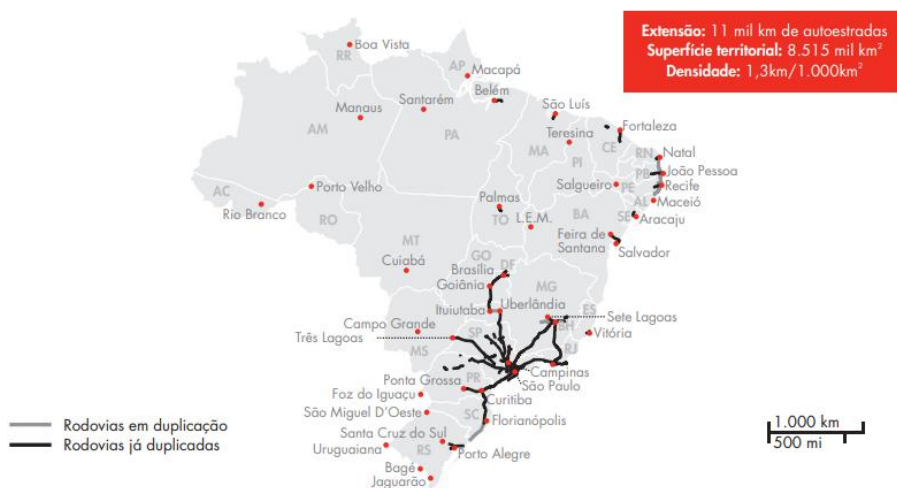 Extensão: 11 mil km de autoestradas
Superfície territorial: 8.515 mil km²
Densidade: 1,3km/1.000km²
Boa Vista
RR
AP
Macapá
Belém
Santarém
Manaus
São Luís
Fortaleza
Teresina
AM
PA
MA
CE
RN
Natal
PI
PB
João Pessoa
Salgueiro
PE
Recife
AC
Porto Velho
Palmas
AL
Maceió
Rio Branco
RO
TO
L.E.M.
BA
SE
Aracaju
MT
Feira de
Santana
Salvador
GO
DF
Cuiabá
Brasília
Goiânia
MG
Ituiutaba
Uberlândia
ES
Sete Lagoas
Campo Grande
SP
BH
Vitória
Três Lagoas
MS
RJ
Campinas
PR
São Paulo
Ponta Grossa
Foz do Iguaçu
Curitiba
São Miguel D'Oeste
SC
Florianópolis
Santa Cruz do Sul
Uruguaiana
RS
Porto Alegre
Bagé
Jaguarão
Rodovias em duplicação
Rodovias já duplicadas
1.000 km
500 mi